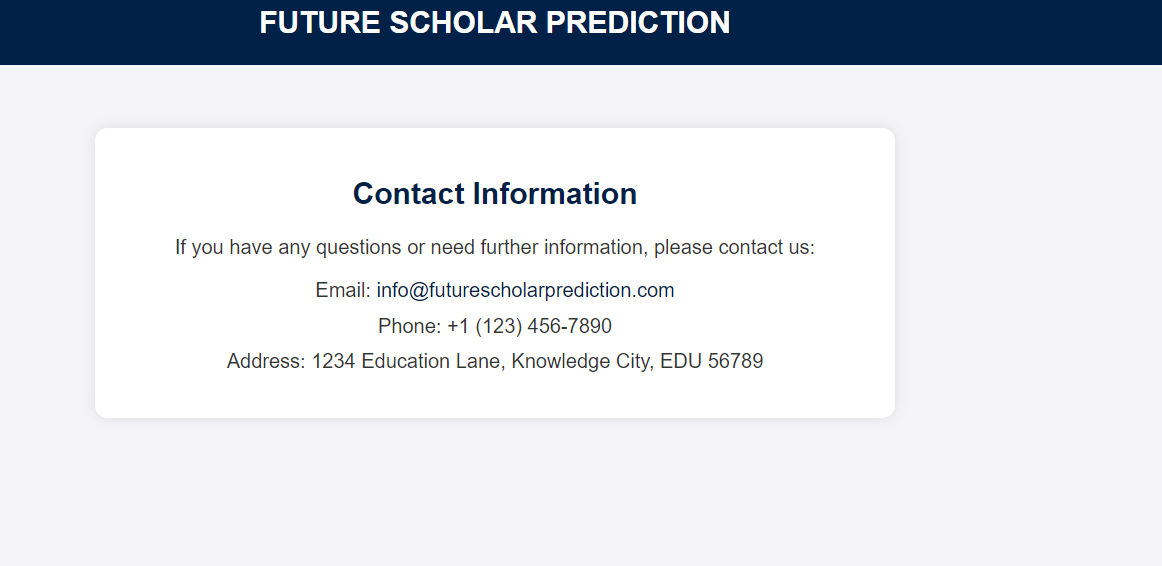 FUTURE SCHOLAR PREDICTION
Contact Information
If you have any questions or need further information, please contact us:
Email: info@futurescholarprediction.com
Phone: +1 (123) 456-7890
Address: 1234 Education Lane, Knowledge City, EDU 56789